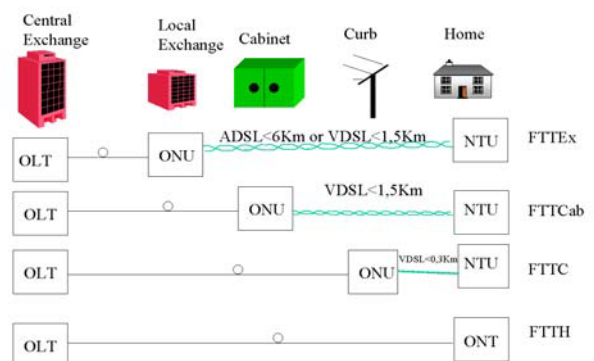 Central Exchange
Local Exchange
Cabinet
Curb
Home
OLT
ONU
ADSL<6Km or VDSL<1,5Km
NTU
FTTEx
OLT
ONU
VDSL<1,5Km
NTU
FTTCab
OLT
ONU
VDSL<0,3Km
NTU
FTTC
OLT
ONT
FTTH